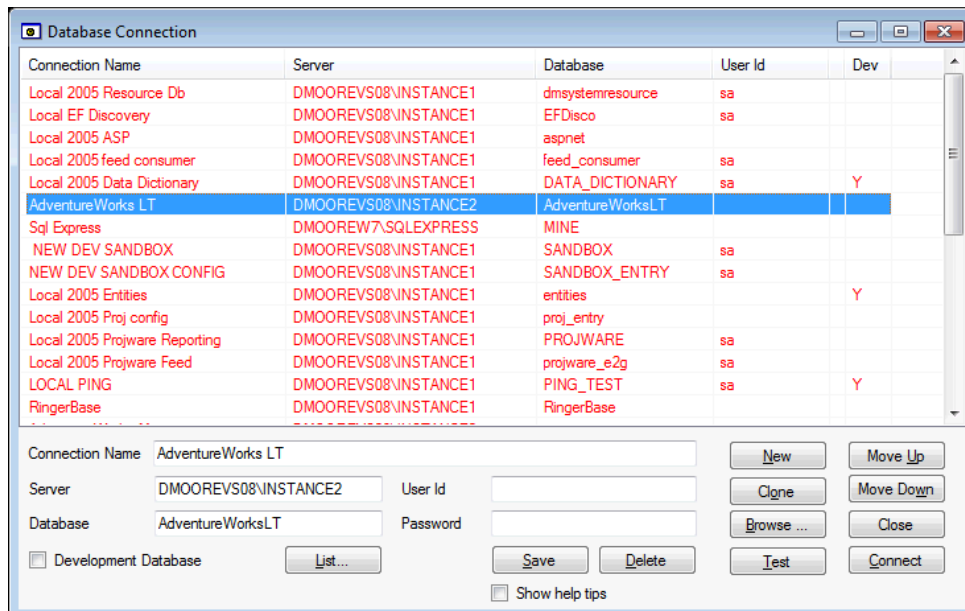 Database Connection
Connection Name Server Database User Id Dev
Local 2005 Resource Db DMOOREVS08\INSTANCE1 dmsystemresource sa
Local EF Discovery DMOOREVS08\INSTANCE1 EFDisco sa
Local 2005 ASP DMOOREVS08\INSTANCE1 aspnet
Local 2005 feed consumer DMOOREVS08\INSTANCE1 feed_consumer sa
Local 2005 Data Dictionary DMOOREVS08\INSTANCE1 DATA_DICTIONARY sa Y
AdventureWorks LT DMOOREVS08\INSTANCE2 AdventureWorksLT
Sql Express DMOOREW7\SQLEXPRESS MINE
NEW DEV SANDBOX DMOOREVS08\INSTANCE1 SANDBOX sa
NEW DEV SANDBOX CONFIG DMOOREVS08\INSTANCE1 SANDBOX_ENTRY sa
Local 2005 Entities DMOOREVS08\INSTANCE1 entities Y
Local 2005 Proj config DMOOREVS08\INSTANCE1 proj_entry
Local 2005 Projware Reporting DMOOREVS08\INSTANCE1 PROJWARE sa
Local 2005 Projware Feed DMOOREVS08\INSTANCE1 projware_e2g sa
LOCAL PING DMOOREVS08\INSTANCE1 PING_TEST sa Y
RingerBase DMOOREVS08\INSTANCE1 RingerBase
Connection Name AdventureWorks LT New Move Up
Server DMOOREVS08\INSTANCE2 User Id Clone Move Down
Database AdventureWorksLT Password Browse ... Close
Development Database List... Save Delete Test Connect
Show help tips